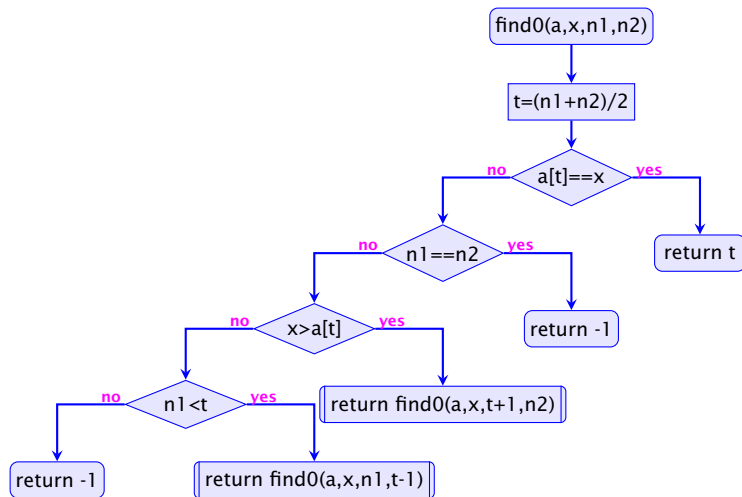 find0(a,x,n1,n2)
t=(n1+n2)/2
a[t]==x
no
yes
return t
n1==n2
no
yes
return -1
x>a[t]
no
yes
return find0(a,x,t+1,n2)
n1<t
no
yes
return -1
return find0(a,x,n1,t-1)